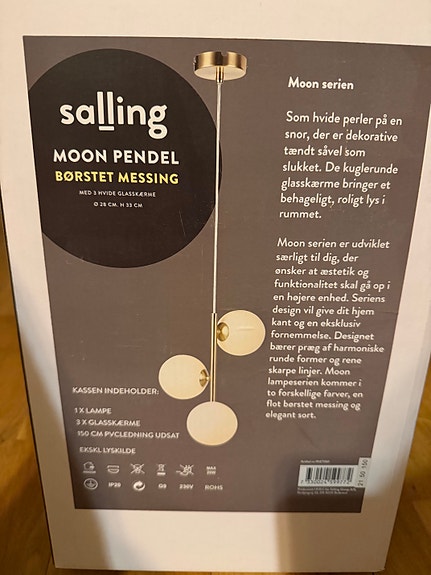 salling
MOON PENDEL
BØRSTET MESSING
MED 3 HVIDE GLASSKÆRME
Ø 28 CM. H 33 CM
Moon serien
Som hvide perler på en
snor, der er dekorative
tændt såvel som
slukket. De kuglerunde
glasskærme bringer et
behageligt, roligt lys i
rummet.
Moon serien er udviklet
særligt til dig, der
ønsker at æstetik og
funktionalitet skal gå op i
en højere enhed. Seriens
design vil give dit hjem
kant og en eksklusiv
fornemmelse. Designet
bærer præg af harmoniske
runde former og rene
skarpe linjer. Moon
lampeserien kommer i
to forskellige farver, en
flot børstet messing og
elegant sort.
KASSEN INDEHOLDER:
1 X LAMPE
3 X GLASSKÆRME
150 CM PVCLEDNING UDSAT
EKSKL LYSKILDE
IP20
G9
230V
MAX
ROHS
21 50 130